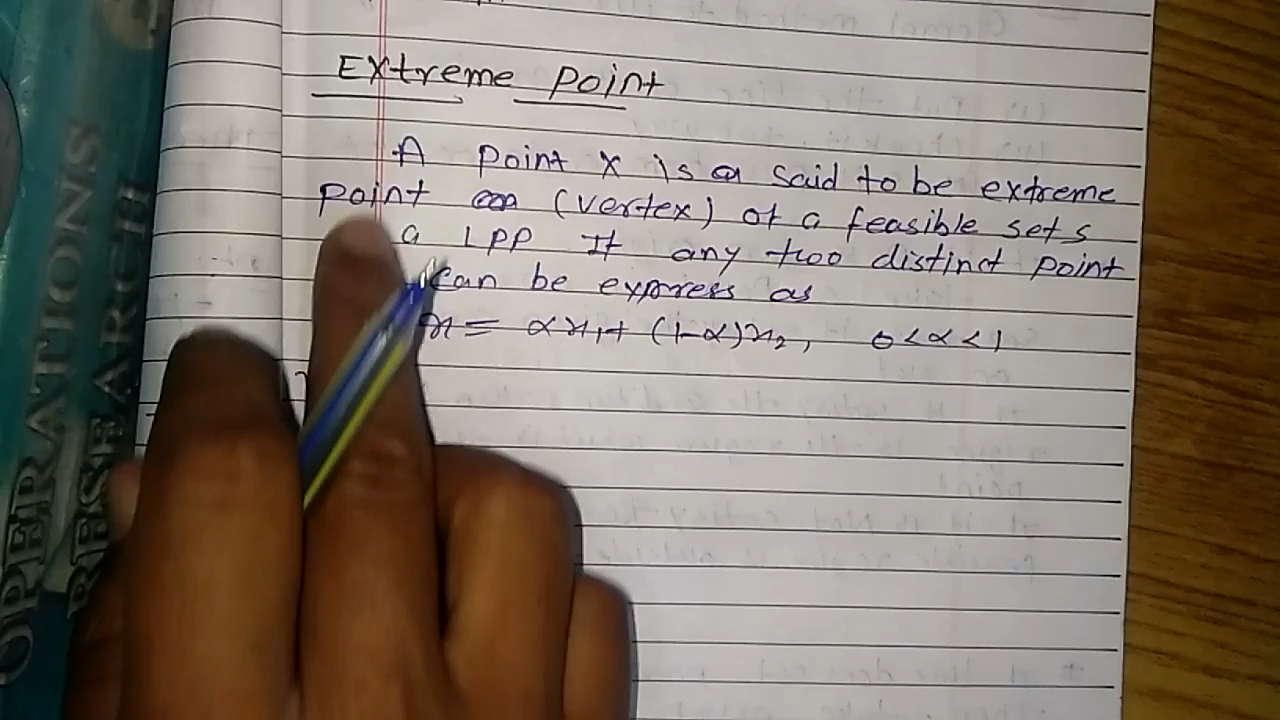 Extreme Point
A Point X is a said to be extreme
point (vertex) of a feasible sets
a LPP If any two distinct point
can be express as
x = αx1 + (1-α)x2, 0<α<1
OPERATIONS
RESEARCH